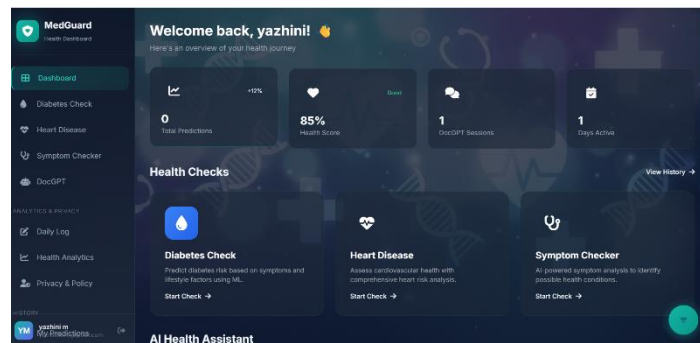 MedGuard
Health Dashboard
Dashboard
Diabetes Check
Heart Disease
Symptom Checker
DocGPT
ANALYTICS & PRIVACY
Daily Log
Health Analytics
Privacy & Policy
HISTORY
YM
yazhini m
My Predictions
Welcome back, yazhini! 👋
Here's an overview of your health journey
+12%
0
Total Predictions
Good
85%
Health Score
1
DocGPT Sessions
1
Days Active
Health Checks
View History →
Diabetes Check
Predict diabetes risk based on symptoms and
lifestyle factors using ML.
Start Check →
Heart Disease
Assess cardiovascular health with
comprehensive heart risk analysis.
Start Check →
Symptom Checker
AI-powered symptom analysis to identify
possible health conditions.
Start Check →
AI Health Assistant